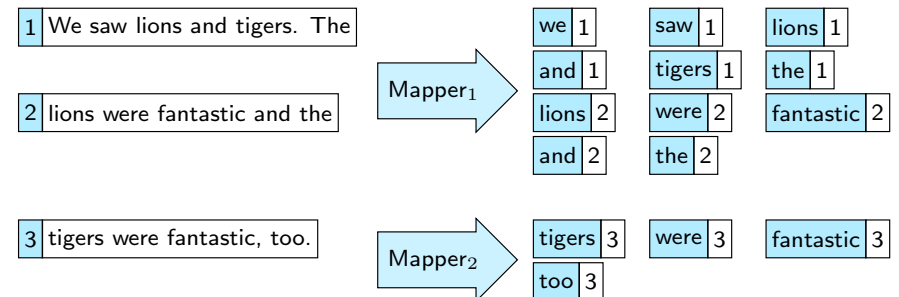 1 We saw lions and tigers. The
we 1 saw 1 lions 1
and 1 tigers 1 the 1
Mapper₁
2 lions were fantastic and the
lions 2 were 2 fantastic 2
and 2 the 2
3 tigers were fantastic, too.
tigers 3 were 3 fantastic 3
Mapper₂
too 3